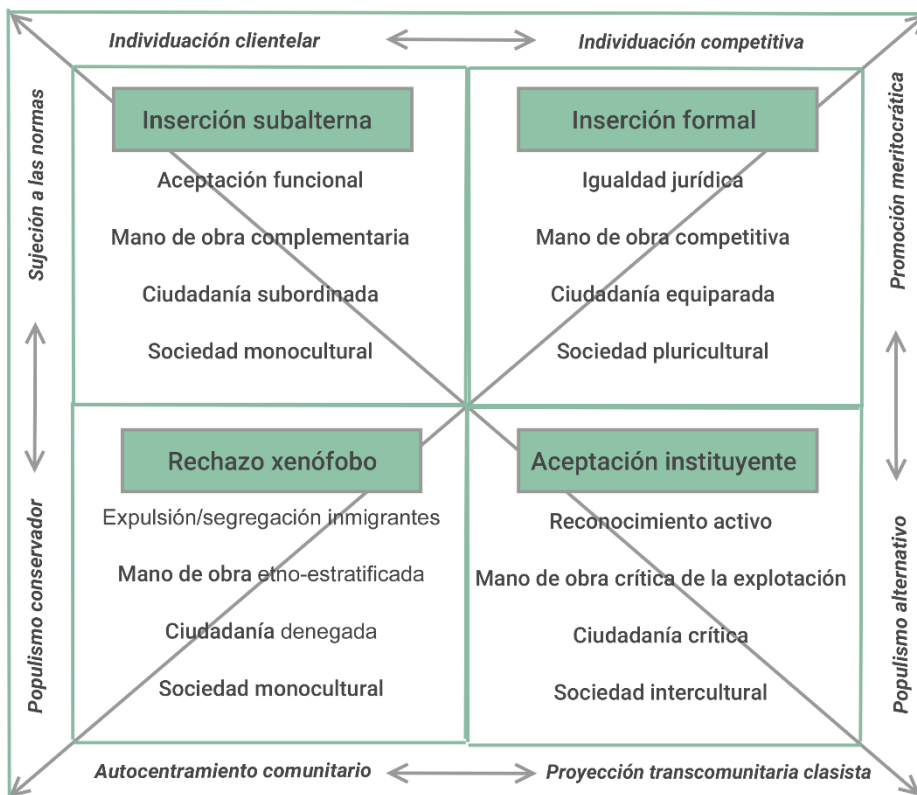 Individuación clientelar
Individuación competitiva
Sujeción a las normas
Promoción meritocrática
Inserción subalterna
Aceptación funcional
Mano de obra complementaria
Ciudadanía subordinada
Sociedad monocultural
Inserción formal
Igualdad jurídica
Mano de obra competitiva
Ciudadanía equiparada
Sociedad pluricultural
Populismo conservador
Populismo alternativo
Rechazo xenófobo
Expulsión/segregación inmigrantes
Mano de obra etno-estratificada
Ciudadanía denegada
Sociedad monocultural
Aceptación instituyente
Reconocimiento activo
Mano de obra crítica de la explotación
Ciudadanía crítica
Sociedad intercultural
Autocentramiento comunitario
Proyección transcomunitaria clasista